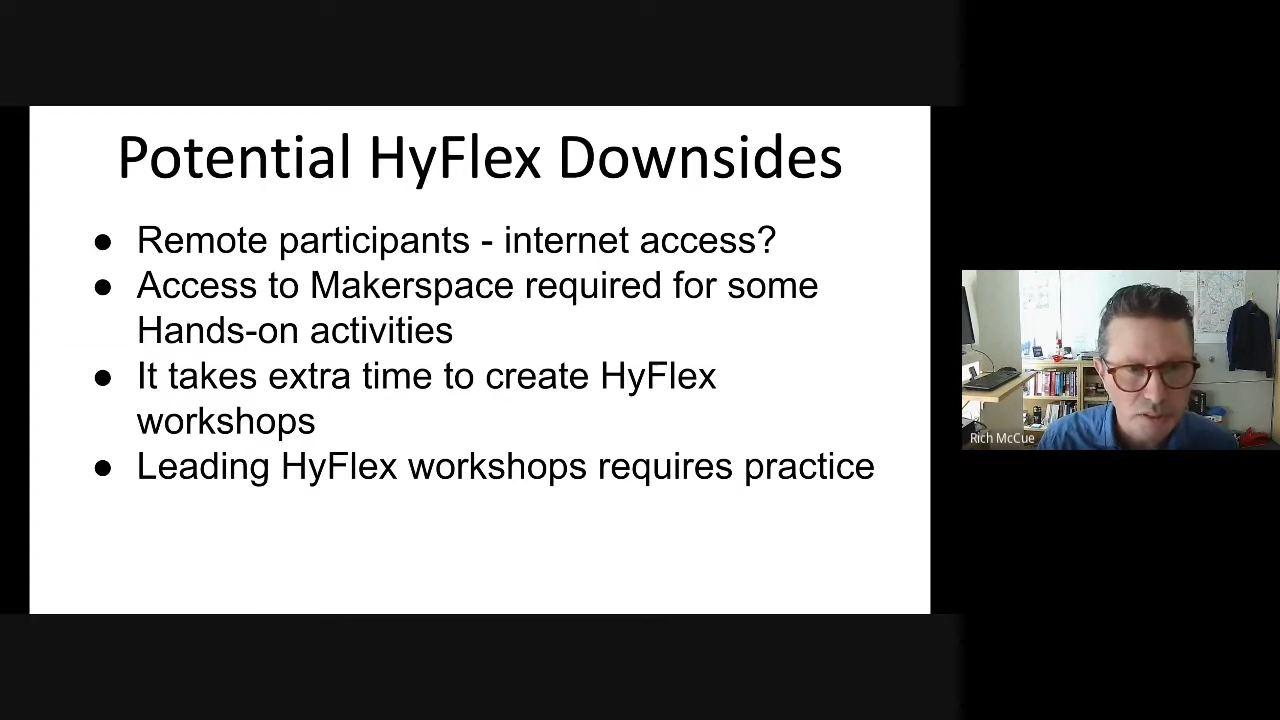 Potential HyFlex Downsides
● Remote participants - internet access?
● Access to Makerspace required for some
Hands-on activities
● It takes extra time to create HyFlex
workshops
● Leading HyFlex workshops requires practice
Rich McCue